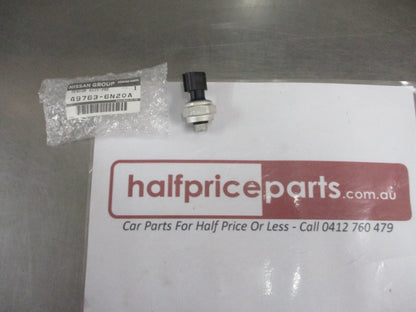 NISSAN GROUP
49763-6N20A
halfpriceparts.com.au
Car Parts For Half Price Or Less - Call 0412 760 479